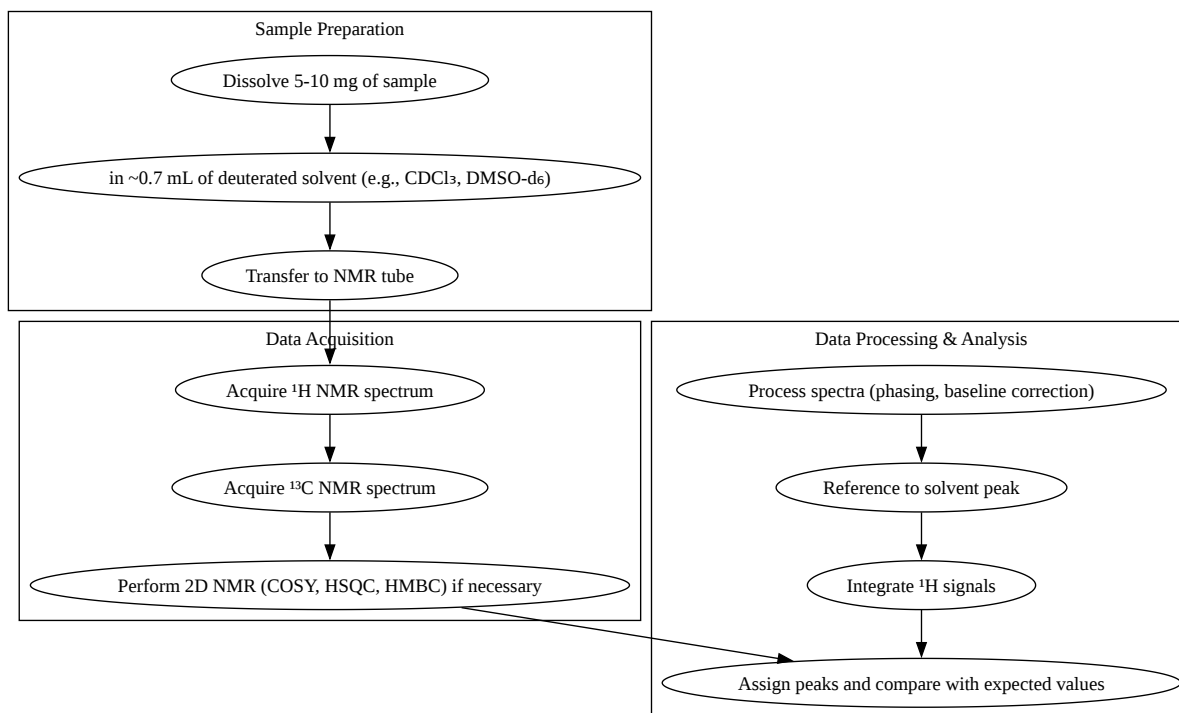 Sample Preparation
Dissolve 5-10 mg of sample
in ~0.7 mL of deuterated solvent (e.g., CDCl₃, DMSO-d₆)
Transfer to NMR tube
Data Acquisition
Acquire ¹H NMR spectrum
Acquire ¹³C NMR spectrum
Perform 2D NMR (COSY, HSQC, HMBC) if necessary
Data Processing & Analysis
Process spectra (phasing, baseline correction)
Reference to solvent peak
Integrate ¹H signals
Assign peaks and compare with expected values